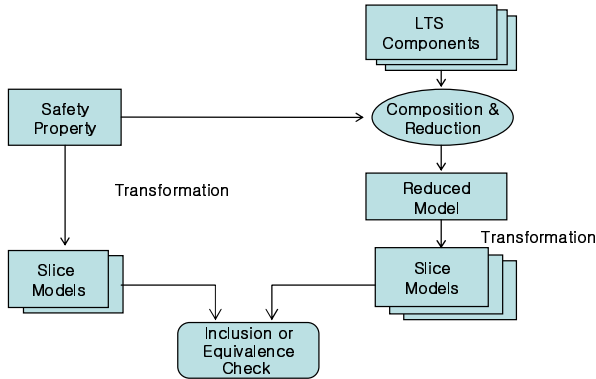 LTS
Components
Safety
Property
Composition &
Reduction
Transformation
Reduced
Model
Transformation
Slice
Models
Slice
Models
Inclusion or
Equivalence
Check